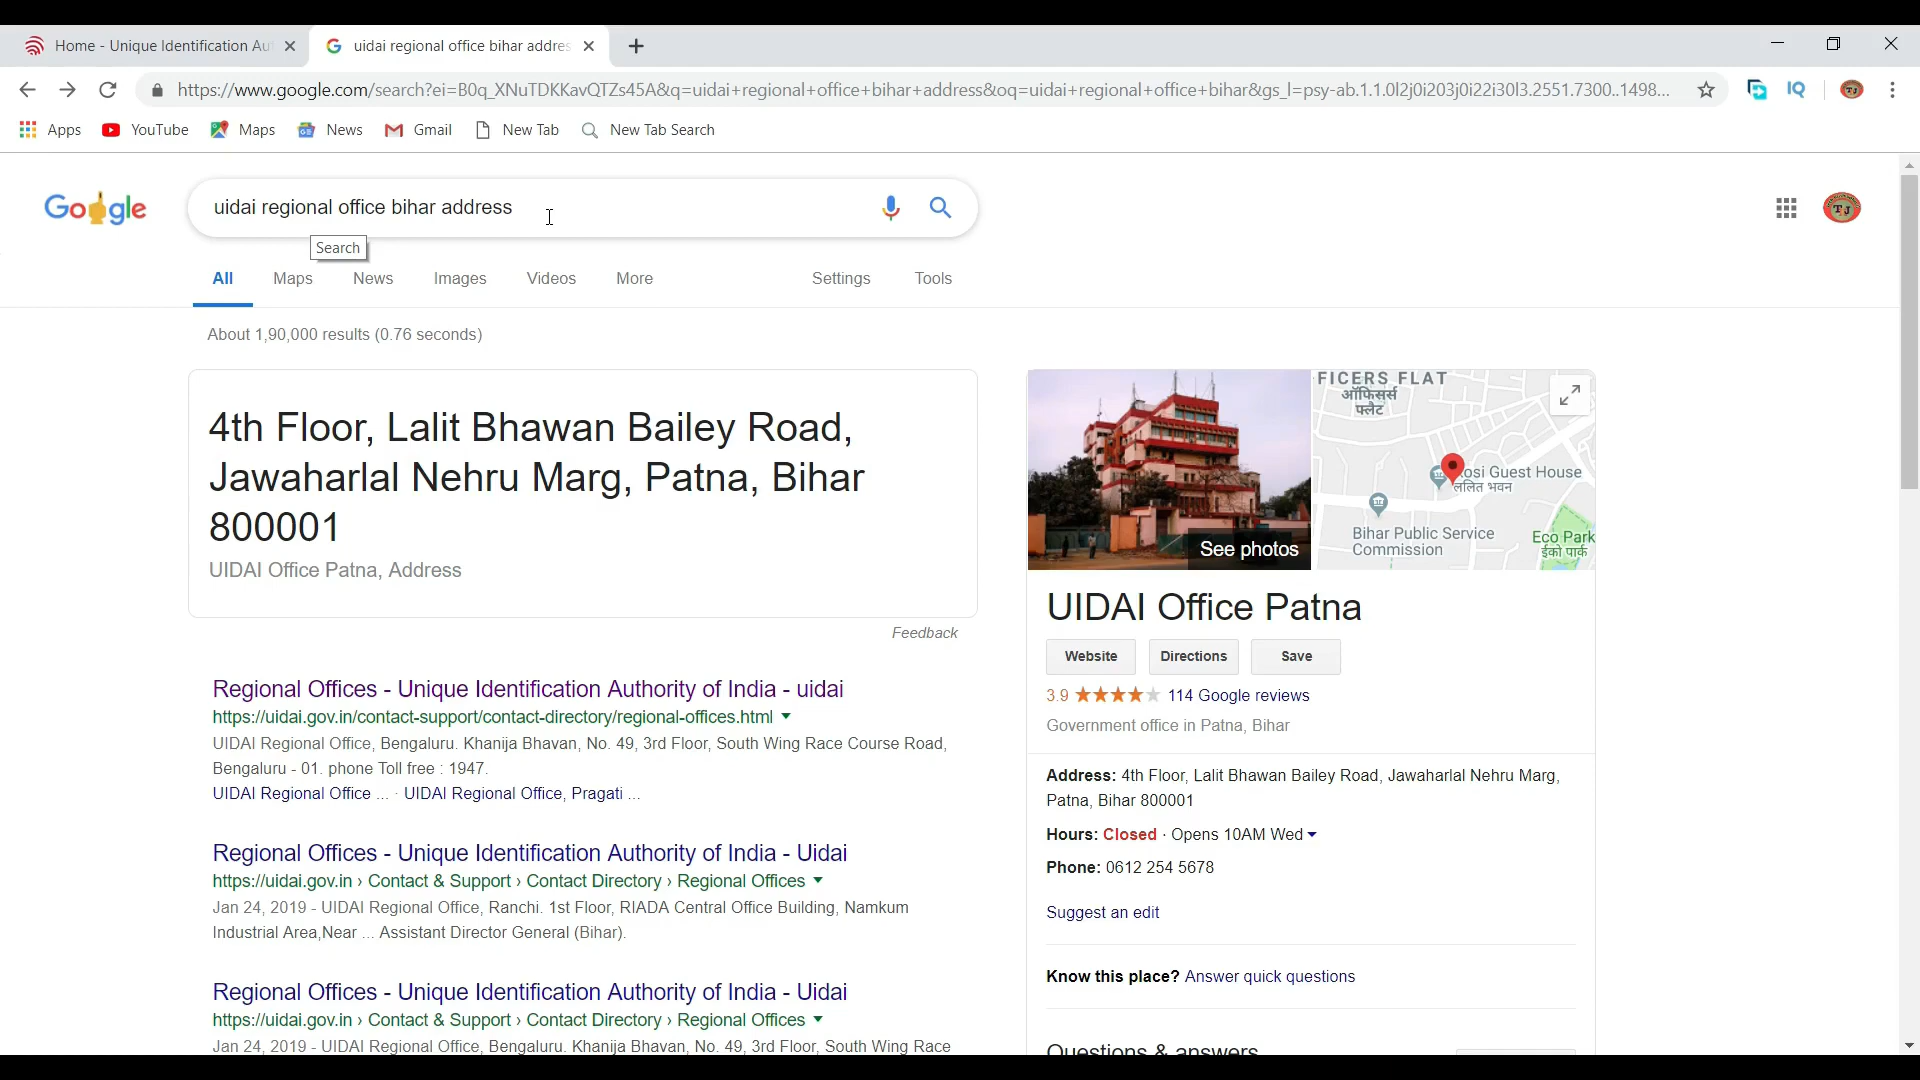 Home - Unique Identification Au
uidai regional office bihar addres
https://www.google.com/search?ei=B0q_XNuTDKKavQTZs45A&q=uidai+regional+office+bihar+address&oq=uidai+regional+office+bihar&gs_l=psy-ab.1.1.0l2j0i203j0i22i30l3.2551.7300..1498...
Apps YouTube Maps News Gmail New Tab New Tab Search
Google
uidai regional office bihar address
TJ
Search
All Maps News Images Videos More Settings Tools
About 1,90,000 results (0.76 seconds)
4th Floor, Lalit Bhawan Bailey Road,
Jawaharlal Nehru Marg, Patna, Bihar
800001
UIDAI Office Patna, Address
Feedback
Regional Offices - Unique Identification Authority of India - uidai
https://uidai.gov.in/contact-support/contact-directory/regional-offices.html
UIDAI Regional Office, Bengaluru. Khanija Bhavan, No. 49, 3rd Floor, South Wing Race Course Road,
Bengaluru - 01. phone Toll free : 1947.
UIDAI Regional Office ... · UIDAI Regional Office, Pragati ...
Regional Offices - Unique Identification Authority of India - Uidai
https://uidai.gov.in › Contact & Support › Contact Directory › Regional Offices
Jan 24, 2019 - UIDAI Regional Office, Ranchi. 1st Floor, RIADA Central Office Building, Namkum
Industrial Area,Near ... Assistant Director General (Bihar).
Regional Offices - Unique Identification Authority of India - Uidai
https://uidai.gov.in › Contact & Support › Contact Directory › Regional Offices
Jan 24, 2019 - UIDAI Regional Office, Bengaluru. Khanija Bhavan, No. 49, 3rd Floor, South Wing Race
See photos
FICERS FLAT
ऑफिसर्स
फ्लैट
osi Guest House
ललित भवन
Bihar Public Service
Commission
Eco Park
ईको पार्क
UIDAI Office Patna
Website Directions Save
3.9 114 Google reviews
Government office in Patna, Bihar
Address: 4th Floor, Lalit Bhawan Bailey Road, Jawaharlal Nehru Marg,
Patna, Bihar 800001
Hours: Closed · Opens 10AM Wed
Phone: 0612 254 5678
Suggest an edit
Know this place? Answer quick questions
Questions & answers